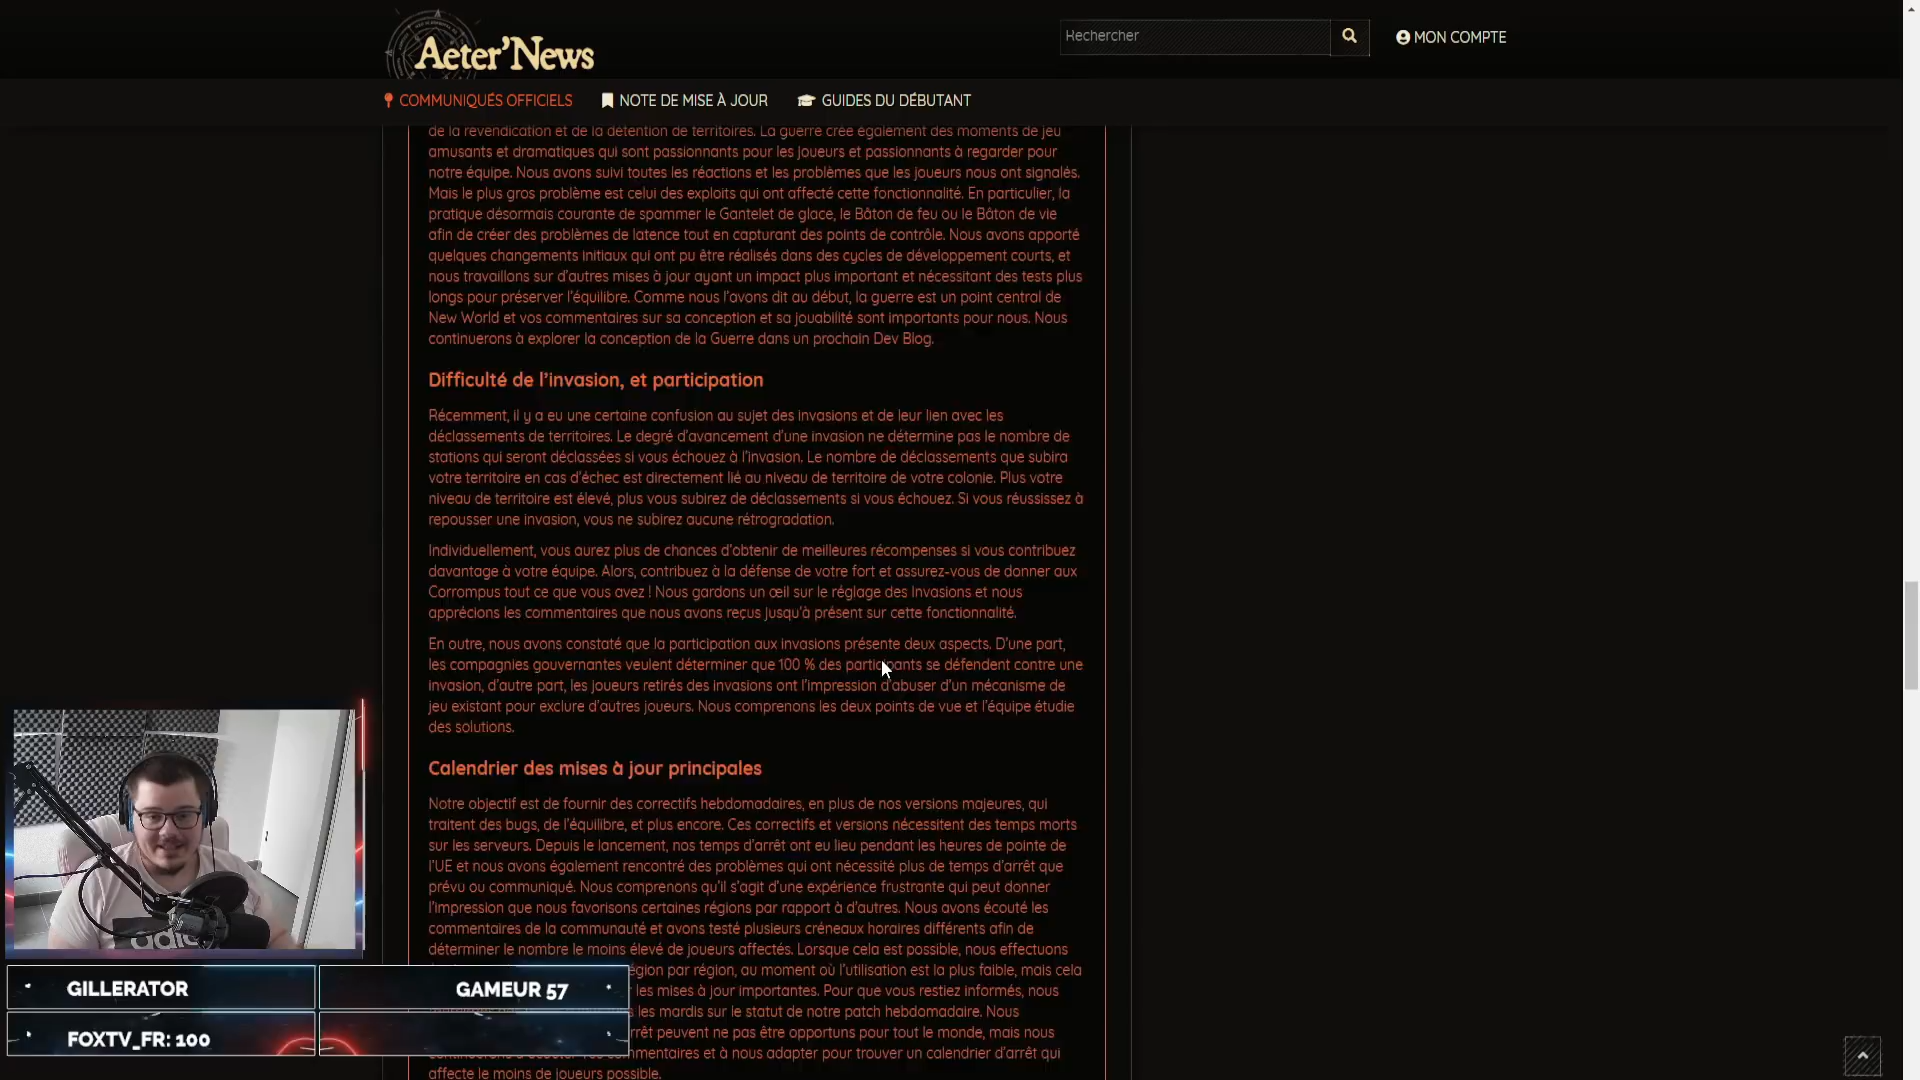 Aeter'News
Rechercher
MON COMPTE
COMMUNIQUÉS OFFICIELS
NOTE DE MISE À JOUR
GUIDES DU DÉBUTANT
de la revendication et de la détention de territoires. La guerre crée également des moments de jeu
amusants et dramatiques qui sont passionnants pour les joueurs et passionnants à regarder pour
notre équipe. Nous avons suivi toutes les réactions et les problèmes que les joueurs nous ont signalés.
Mais le plus gros problème est celui des exploits qui ont affecté cette fonctionnalité. En particulier, la
pratique désormais courante de spammer le Gantelet de glace, le Bâton de feu ou le Bâton de vie
afin de créer des problèmes de latence tout en capturant des points de contrôle. Nous avons apporté
quelques changements initiaux qui ont pu être réalisés dans des cycles de développement courts, et
nous travaillons sur d'autres mises à jour ayant un impact plus important et nécessitant des tests plus
longs pour préserver l'équilibre. Comme nous l'avons dit au début, la guerre est un point central de
New World et vos commentaires sur sa conception et sa jouabilité sont importants pour nous. Nous
continuerons à explorer la conception de la Guerre dans un prochain Dev Blog.
Difficulté de l'invasion, et participation
Récemment, il y a eu une certaine confusion au sujet des invasions et de leur lien avec les
déclassements de territoires. Le degré d'avancement d'une invasion ne détermine pas le nombre de
stations qui seront déclassées si vous échouez à l'invasion. Le nombre de déclassements que subira
votre territoire en cas d'échec est directement lié au niveau de territoire de votre colonie. Plus votre
niveau de territoire est élevé, plus vous subirez de déclassements si vous échouez. Si vous réussissez à
repousser une invasion, vous ne subirez aucune rétrogradation.
Individuellement, vous aurez plus de chances d'obtenir de meilleures récompenses si vous contribuez
davantage à votre équipe. Alors, contribuez à la défense de votre fort et assurez-vous de donner aux
Corrompus tout ce que vous avez ! Nous gardons un œil sur le réglage des Invasions et nous
apprécions les commentaires que nous avons reçus jusqu'à présent sur cette fonctionnalité.
En outre, nous avons constaté que la participation aux invasions présente deux aspects. D'une part,
les compagnies gouvernantes veulent déterminer que 100 % des participants se défendent contre une
invasion, d'autre part, les joueurs retirés des invasions ont l'impression d'abuser d'un mécanisme de
jeu existant pour exclure d'autres joueurs. Nous comprenons les deux points de vue et l'équipe étudie
des solutions.
Calendrier des mises à jour principales
Notre objectif est de fournir des correctifs hebdomadaires, en plus de nos versions majeures, qui
traitent des bugs, de l'équilibre, et plus encore. Ces correctifs et versions nécessitent des temps morts
sur les serveurs. Depuis le lancement, nos temps d'arrêt ont eu lieu pendant les heures de pointe de
l'UE et nous avons également rencontré des problèmes qui ont nécessité plus de temps d'arrêt que
prévu ou communiqué. Nous comprenons qu'il s'agit d'une expérience frustrante qui peut donner
l'impression que nous favorisons certaines régions par rapport à d'autres. Nous avons écouté les
commentaires de la communauté et avons testé plusieurs créneaux horaires différents afin de
déterminer le nombre le moins élevé de joueurs affectés. Lorsque cela est possible, nous effectuons
région par région, au moment où l'utilisation est la plus faible, mais cela
les mises à jour importantes. Pour que vous restiez informés, nous
les mardis sur le statut de notre patch hebdomadaire. Nous
peuvent ne pas être opportuns pour tout le monde, mais nous
commentaires et à nous adapter pour trouver un calendrier d'arrêt qui
affecte le moins de joueurs possible.
adidas
GILLERATOR
GAMEUR 57
FOXTV_FR: 100